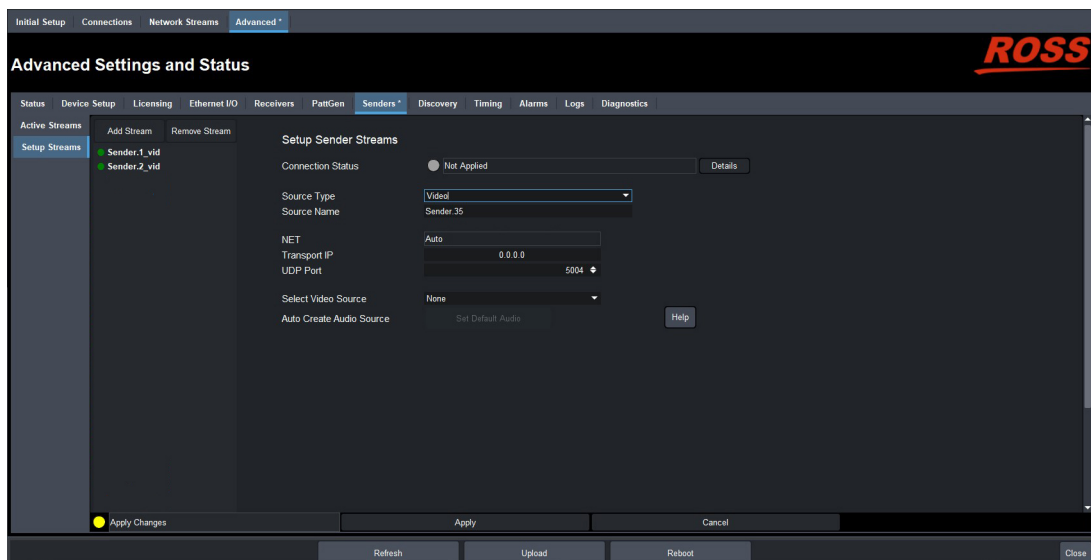 Initial Setup Connections Network Streams Advanced *
ROSS
Advanced Settings and Status
Status Device Setup Licensing Ethernet I/O Receivers PattGen Senders * Discovery Timing Alarms Logs Diagnostics
Active Streams
Setup Streams
Add Stream Remove Stream
Sender.1_vid
Sender.2_vid
Setup Sender Streams
Connection Status Not Applied Details
Source Type Video
Source Name Sender.35
NET Auto
Transport IP 0.0.0.0
UDP Port 5004
Select Video Source None
Auto Create Audio Source Set Default Audio Help
Apply Changes Apply Cancel
Refresh Upload Reboot Close